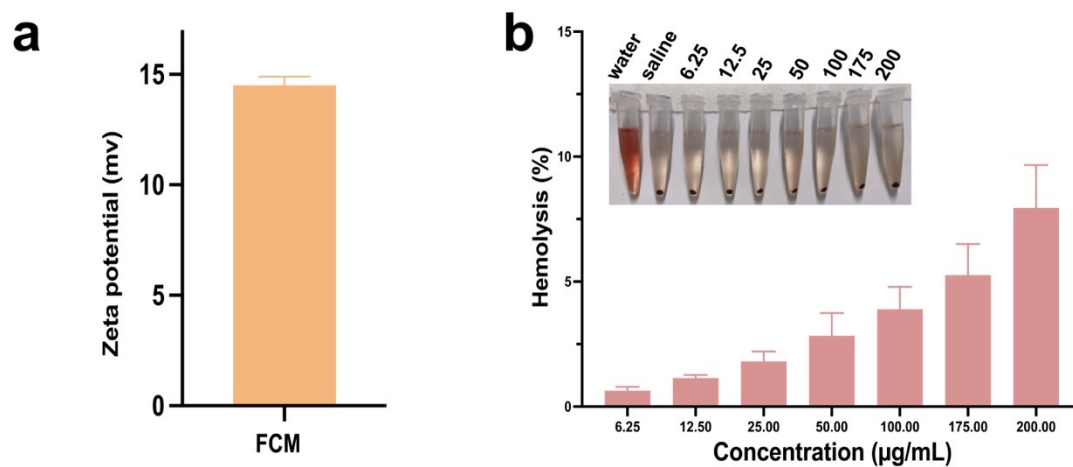 a
Zeta potential (mv)
15
15
5
0
FCM
b
Hemolysis (%)
15
10
5
0
water saline 6.25 12.5 25 50 100 175 200
6.25 12.50 25.00 50.00 100.00 175.00 200.00
Concentration (µg/mL)